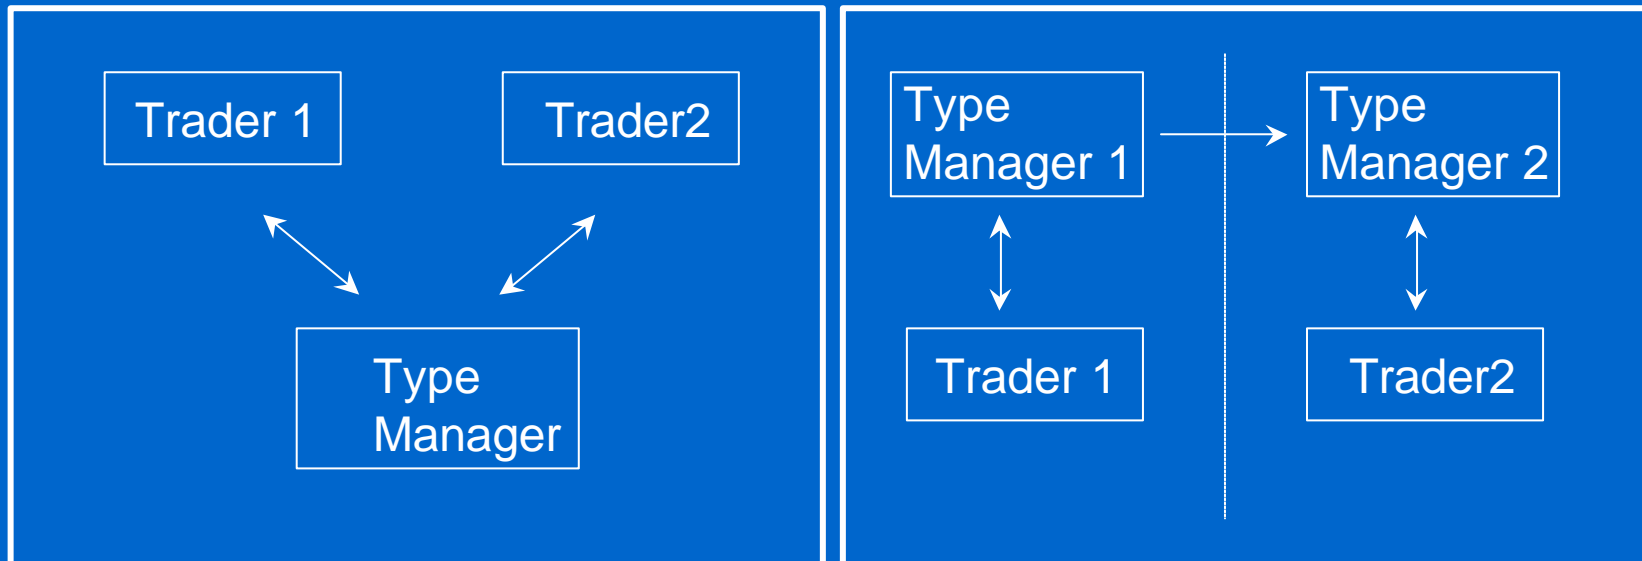 Trader 1
Trader2
Type
Manager
Type
Manager 1
Type
Manager 2
Trader 1
Trader2